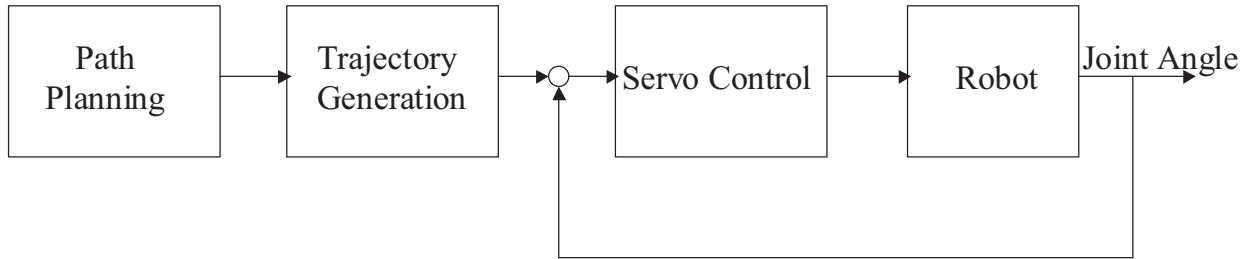 Path
Planning
Trajectory
Generation
Servo Control
Robot
Joint Angle